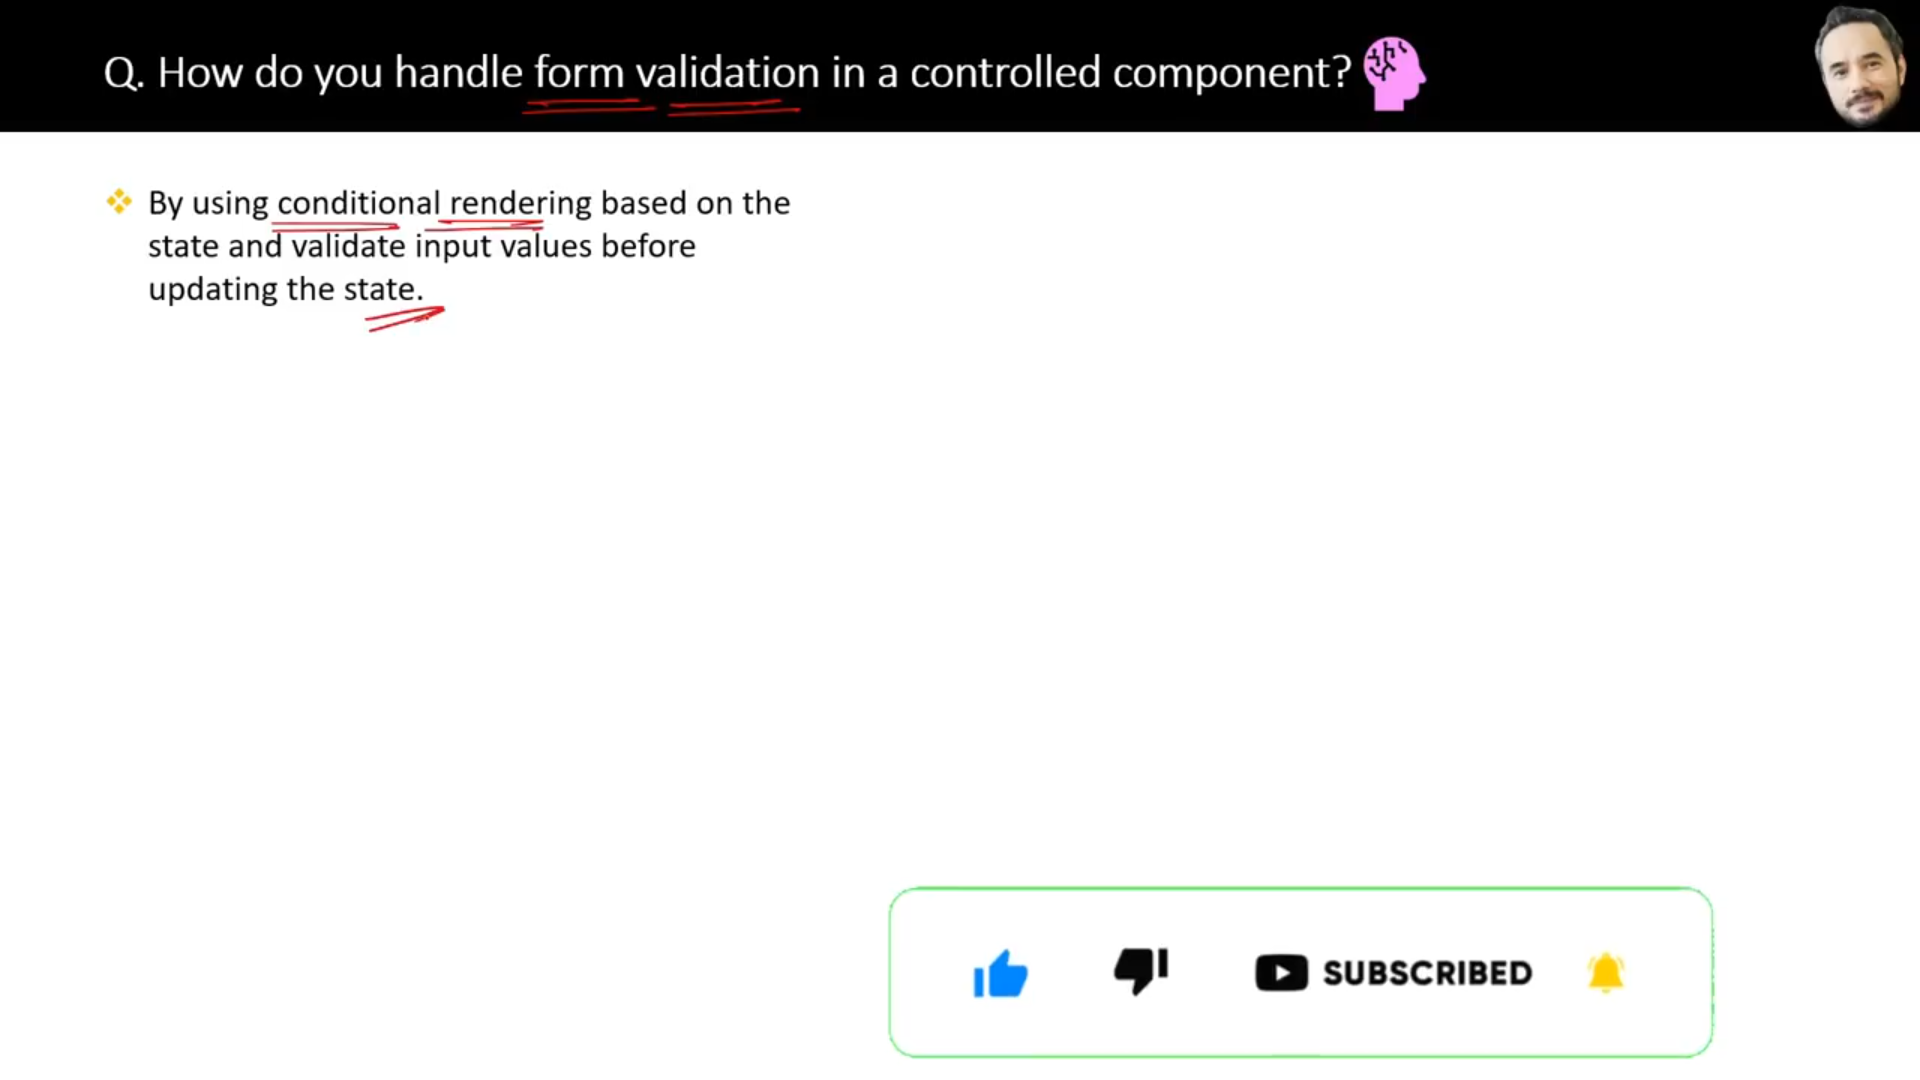 Q. How do you handle form validation in a controlled component?
By using conditional rendering based on the
state and validate input values before
updating the state.
SUBSCRIBED